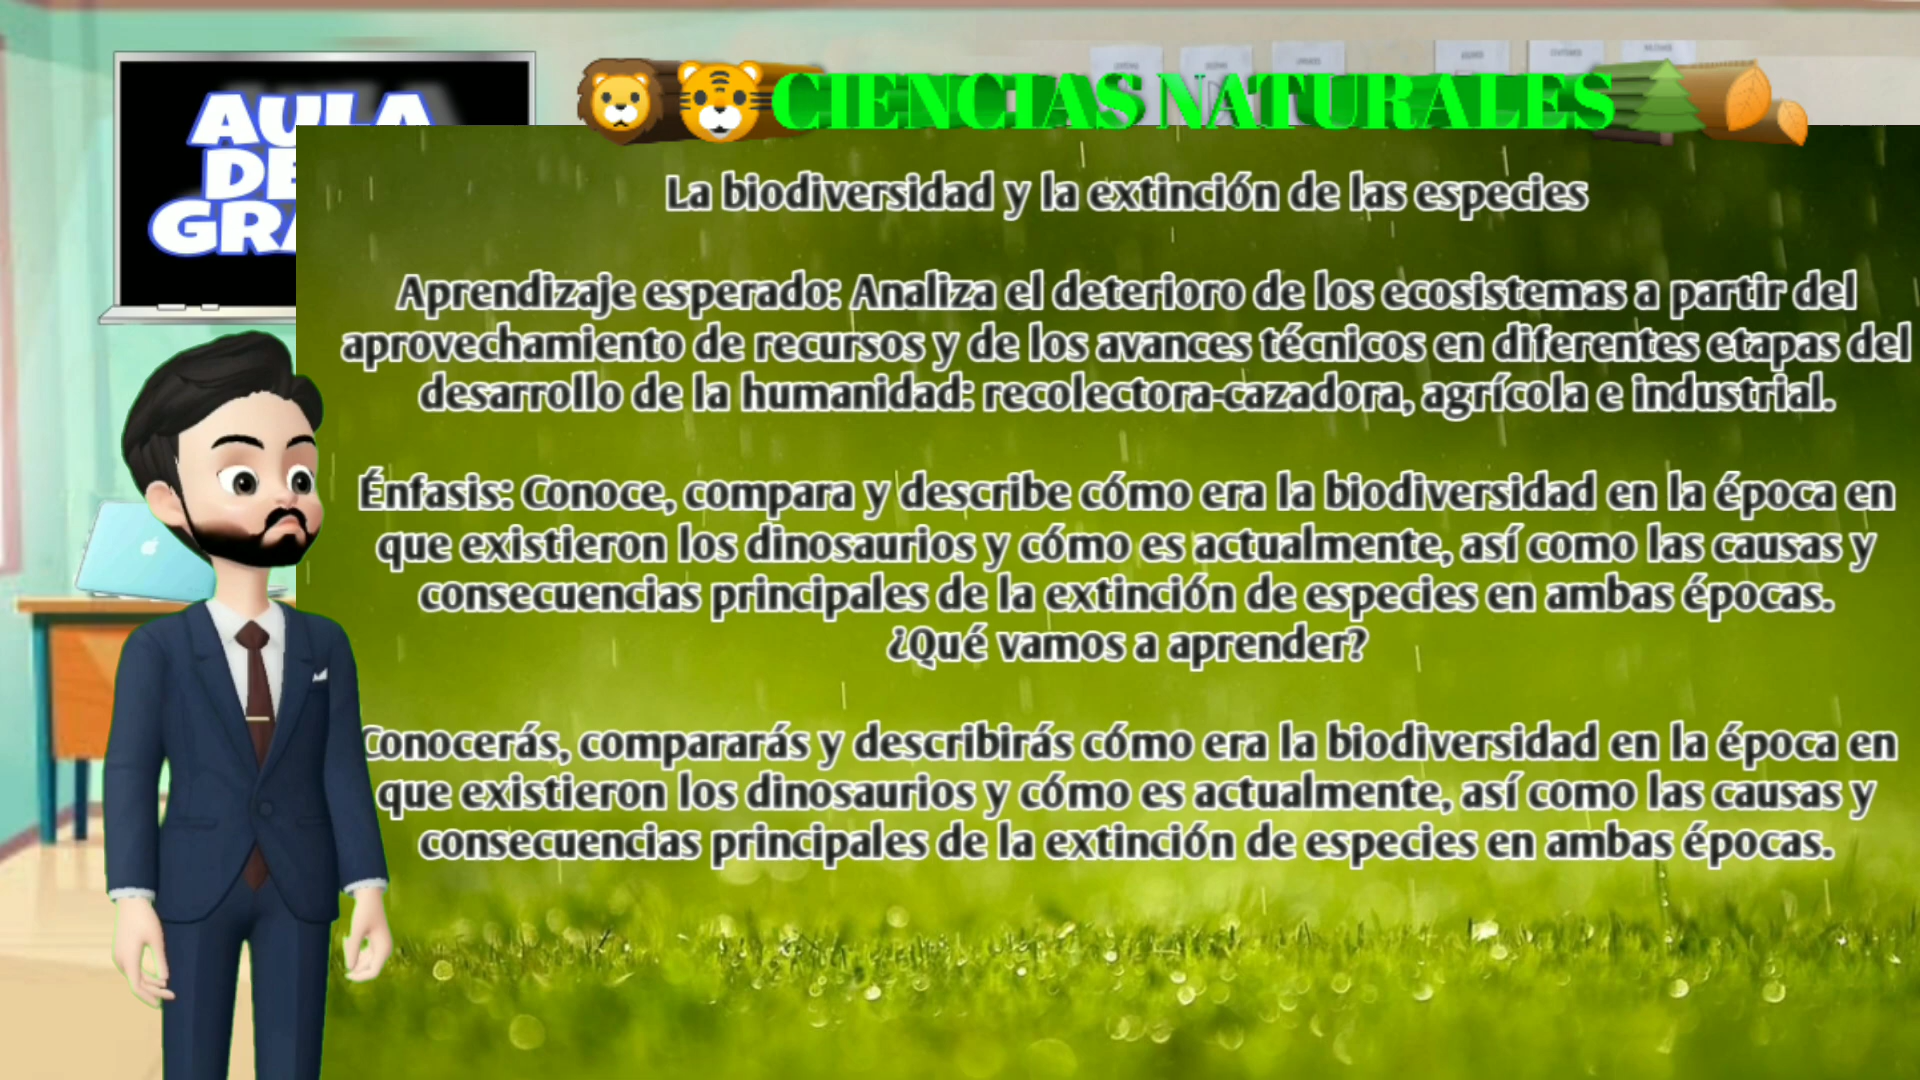 AULA
DE
GRA
CIENCIAS NATURALES
La biodiversidad y la extinción de las especies
Aprendizaje esperado: Analiza el deterioro de los ecosistemas a partir del
aprovechamiento de recursos y de los avances técnicos en diferentes etapas del
desarrollo de la humanidad: recolectora-cazadora, agrícola e industrial.
Énfasis: Conoce, compara y describe cómo era la biodiversidad en la época en
que existieron los dinosaurios y cómo es actualmente, así como las causas y
consecuencias principales de la extinción de especies en ambas épocas.
¿Qué vamos a aprender?
Conocerás, compararás y describirás cómo era la biodiversidad en la época en
que existieron los dinosaurios y cómo es actualmente, así como las causas y
consecuencias principales de la extinción de especies en ambas épocas.